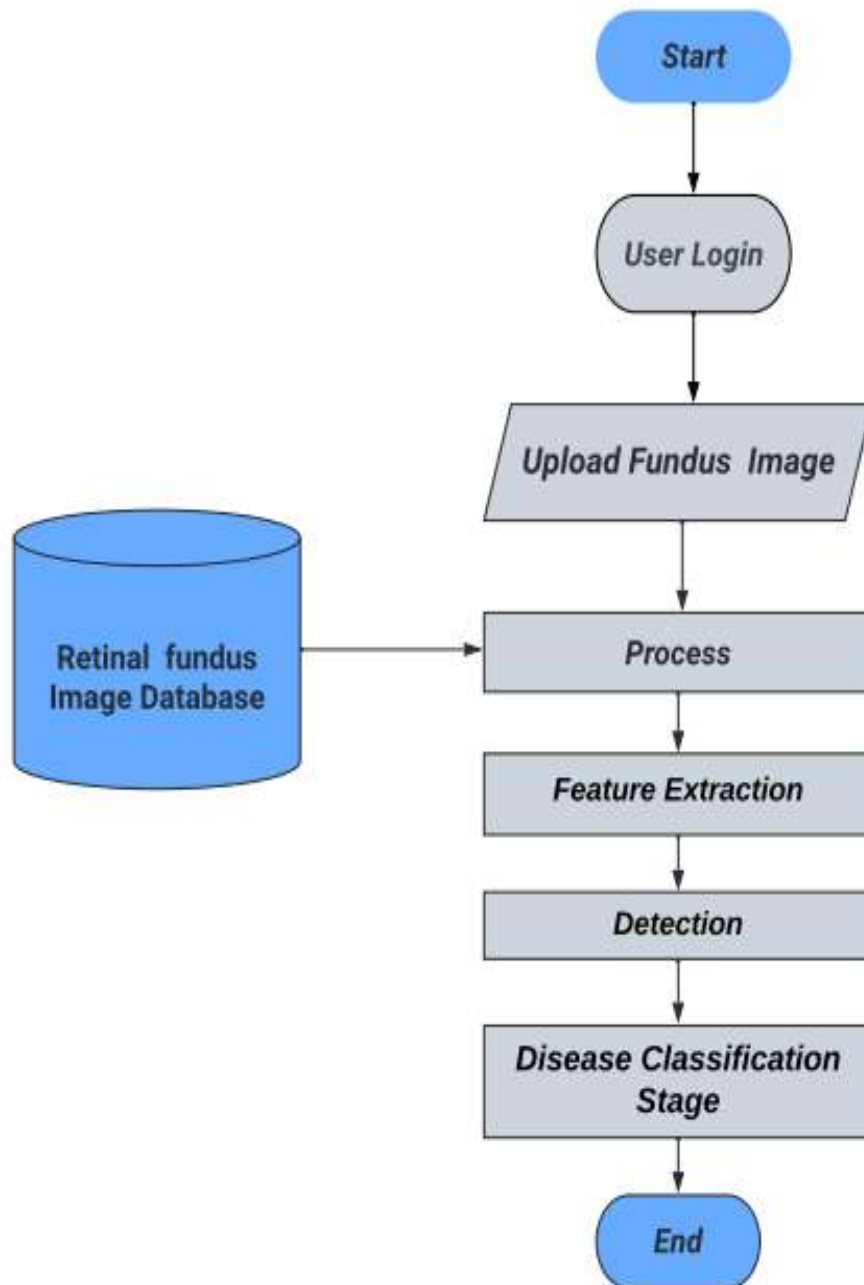 Start
User Login
Upload Fundus Image
Retinal fundus
Image Database
Process
Feature Extraction
Detection
Disease Classification
Stage
End